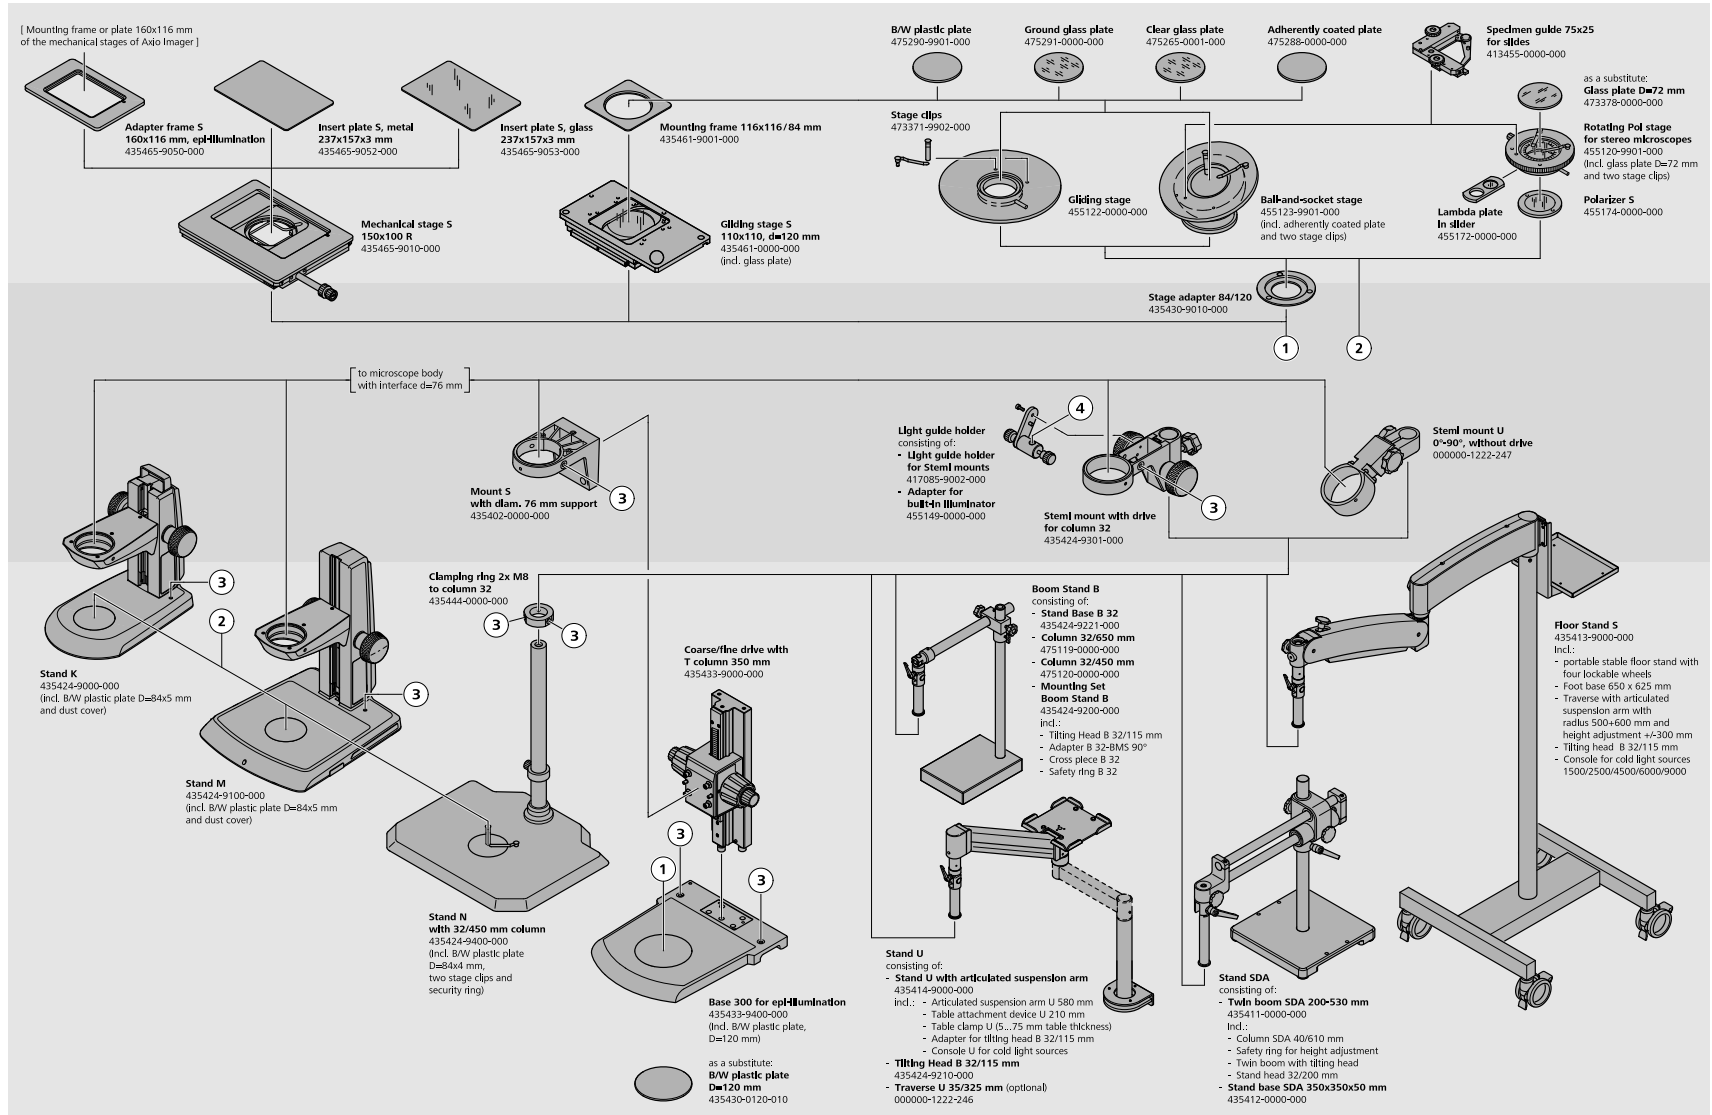 [ Mounting frame or plate 160x116 mm
of the mechanical stages of Axio Imager ]
Adapter frame S
160x116 mm, epi-illumination
435465-9050-000
Insert plate S, metal
237x157x3 mm
435465-9052-000
Insert plate S, glass
237x157x3 mm
435465-9053-000
Mounting frame 116x116/84 mm
435461-9001-000
B/W plastic plate
475290-9901-000
Ground glass plate
475291-0000-000
Clear glass plate
475265-0001-000
Adherently coated plate
475288-0000-000
Specimen guide 75x25
for slides
413455-0000-000
as a substitute:
Glass plate D=72 mm
473378-0000-000
Stage clips
473371-9902-000
Rotating Pol stage
for stereo microscopes
455120-9901-000
(Incl. glass plate D=72 mm
and two stage clips)
Mechanical stage S
150x100 R
435465-9010-000
Gliding stage S
110x110, d=120 mm
435461-0000-000
(incl. glass plate)
Gliding stage
455122-0000-000
Ball-and-socket stage
455123-9901-000
(incl. adherently coated plate
and two stage clips)
Lambda plate
in slider
455172-0000-000
Polarizer S
455174-0000-000
Stage adapter 84/120
435430-9010-000
1
2
to microscope body
with interface d=76 mm
Mount S
with diam. 76 mm support
435402-0000-000
3
Light guide holder
consisting of:
- Light guide holder
for Stemi mounts
417085-9002-000
- Adapter for
built-in illuminator
455149-0000-000
4
3
Stemi mount with drive
for column 32
435424-9301-000
Stemi mount U
0°-90°, without drive
000000-1222-247
3
2
Stand K
435424-9000-000
(incl. B/W plastic plate D=84x5 mm
and dust cover)
3
Stand M
435424-9100-000
(incl. B/W plastic plate D=84x5 mm
and dust cover)
Clamping ring 2x M8
to column 32
435444-0000-000
3
3
Stand N
with 32/450 mm column
435424-9400-000
(Incl. B/W plastic plate
D=84x4 mm,
two stage clips and
security ring)
Coarse/fine drive with
T column 350 mm
435433-9000-000
3
1
3
Base 300 for epi-illumination
435433-9400-000
(Incl. B/W plastic plate,
D=120 mm)
as a substitute:
B/W plastic plate
D=120 mm
435430-0120-010
Boom Stand B
consisting of:
- Stand Base B 32
435424-9221-000
- Column 32/650 mm
475119-0000-000
- Column 32/450 mm
475120-0000-000
- Mounting Set
Boom Stand B
435424-9200-000
incl.:
- Tilting Head B 32/115 mm
- Adapter B 32-BMS 90°
- Cross piece B 32
- Safety ring B 32
Stand U
consisting of:
- Stand U with articulated suspension arm
435414-9000-000
incl.: - Articulated suspension arm U 580 mm
- Table attachment device U 210 mm
- Table clamp U (5...75 mm table thickness)
- Adapter for tilting head B 32/115 mm
- Console U for cold light sources
- Tilting Head B 32/115 mm
435424-9210-000
- Traverse U 35/325 mm (optional)
000000-1222-246
Stand SDA
consisting of:
- Twin boom SDA 200-530 mm
435411-0000-000
Incl.:
- Column SDA 40/610 mm
- Safety ring for height adjustment
- Twin boom with tilting head
- Stand head 32/200 mm
- Stand base SDA 350x350x50 mm
435412-0000-000
Floor Stand S
435413-9000-000
Incl.:
- portable stable floor stand with
four lockable wheels
- Foot base 650 x 625 mm
- Traverse with articulated
suspension arm with
radius 500+600 mm and
height adjustment +/-300 mm
- Tilting head B 32/115 mm
- Console for cold light sources
1500/2500/4500/6000/9000